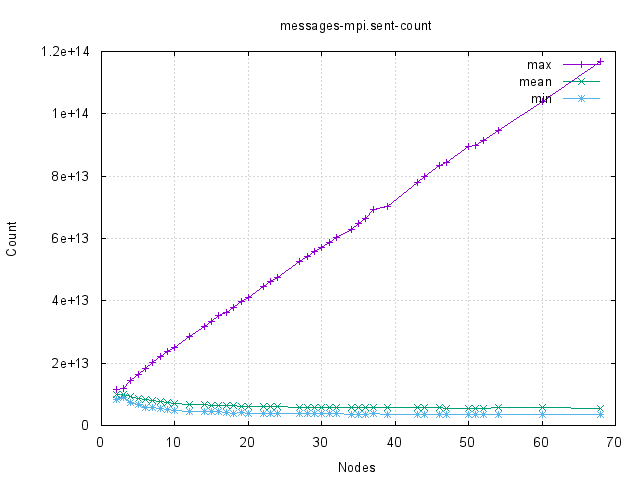 messages-mpi.sent-count
1.2e+14
1e+14
8e+13
6e+13
4e+13
2e+13
0
Count
max
mean
min
0 10 20 30 40 50 60 70
Nodes